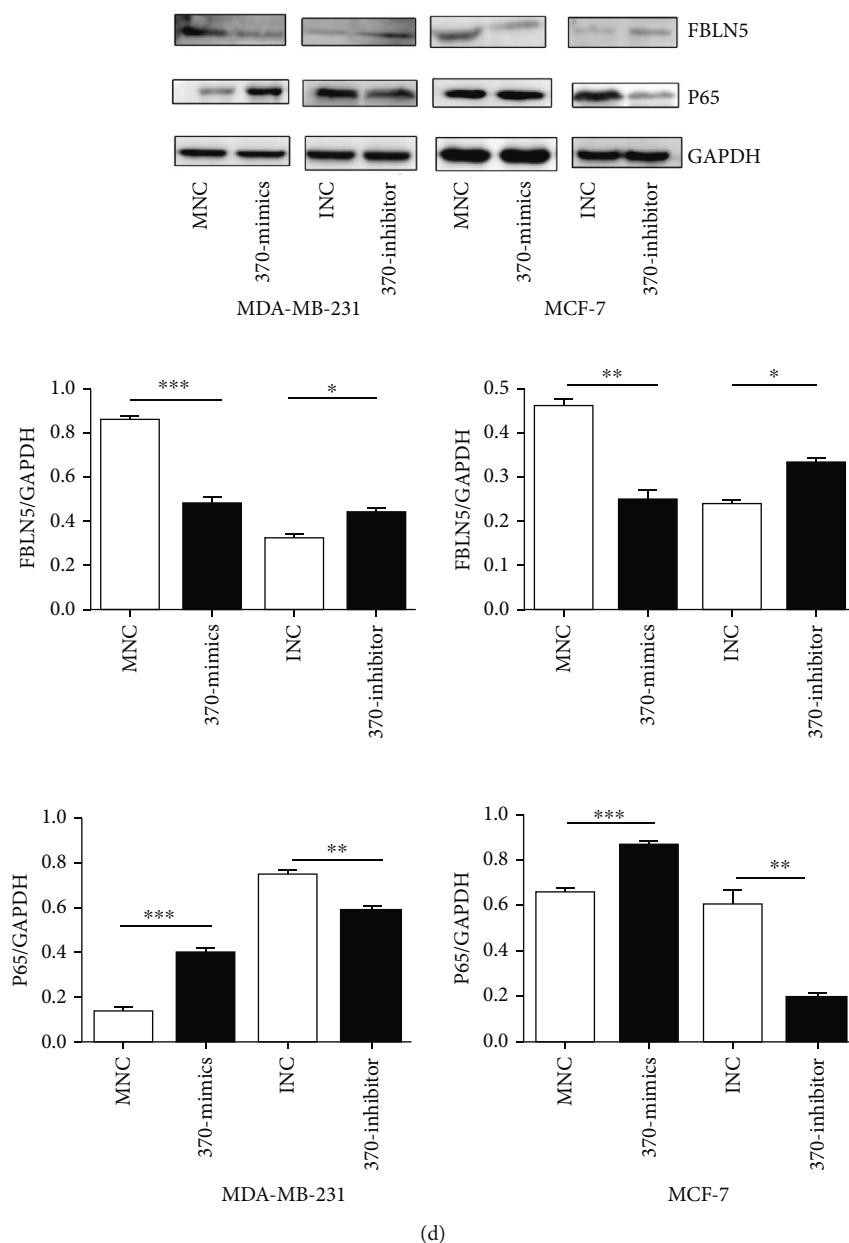 FBLN5
P65
GAPDH
MNC
370-mimics
INC
370-inhibitor
MNC
370-mimics
INC
370-inhibitor
MDA-MB-231
MCF-7
FBLN5/GAPDH
1.0
0.8
0.6
0.4
0.2
0.0
***
*
MNC
370-mimics
INC
370-inhibitor
FBLN5/GAPDH
0.5
0.4
0.3
0.2
0.1
0.0
**
*
MNC
370-mimics
INC
370-inhibitor
P65/GAPDH
1.0
0.8
0.6
0.4
0.2
0.0
***
**
MNC
370-mimics
INC
370-inhibitor
MDA-MB-231
P65/GAPDH
1.0
0.8
0.6
0.4
0.2
0.0
***
**
MNC
370-mimics
INC
370-inhibitor
MCF-7
(d)